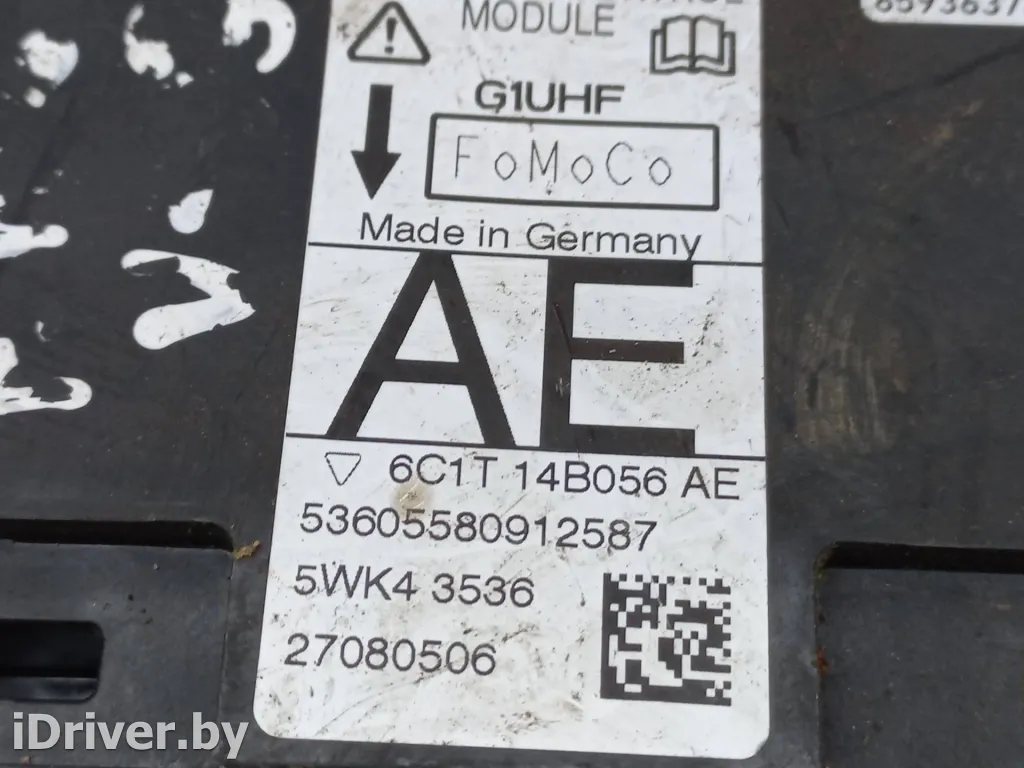 MODULE
G1UHF
FoMoCo
Made in Germany
AE
6C1T 14B056 AE
53605580912587
5WK4 3536
27080506
iDriver.by